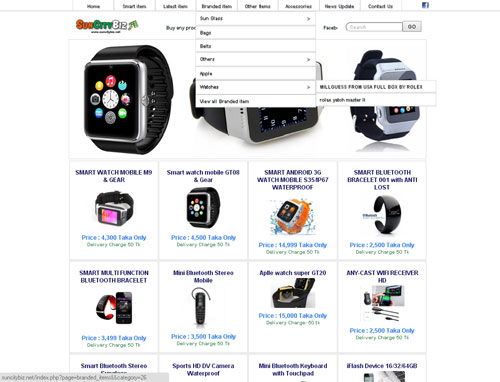 Home Smart item Latest item Branded item Other Items Accessories News Update Contact Us
SunCityBiz
www.suncitybiz.net
Buy any prod
Faceb
GO
Sun Glass
Bags
Belts
Others
Apple
Watches
View all Branded item
WILLGUESS FROM USA FULL BOX BY ROLEX
rolex yatch master II
SMART WATCH MOBILE M9 & GEAR
Price : 4,300 Taka Only
Delivery Charge 50 Tk
Smart watch mobile GT08 & Gear
Price : 4,500 Taka Only
Delivery Charge 50 Tk
SMART ANDROID 3G WATCH MOBILE S354P67 WATERPROOF
Price : 14,999 Taka Only
Delivery Charge 50 Tk
SMART BLUETOOTH BRACELET 001 with ANTI LOST
Price : 2,500 Taka Only
Delivery Charge 50 Tk
SMART MULTI FUNCTION BLUETOOTH BRACELET
Price : 3,499 Taka Only
Delivery Charge 50 Tk
Mini Bluetooth Stereo Mobile
Price : 3,500 Taka Only
Delivery Charge 50 Tk
Aplle watch super GT20
Price : 15,000 Taka Only
Delivery Charge: 50 Tk
ANY-CAST WIFI RECEIVER HD
Price : 2,500 Taka Only
Delivery Charge 50 Tk
Smart Bluetooth Stereo
Sports HD DV Camera Waterproof
Mini Bluetooth Keyboard with Touchpad
iFlash Device 16/32/64GB
suncitybiz.net/index.php?page=branded_items&category=26